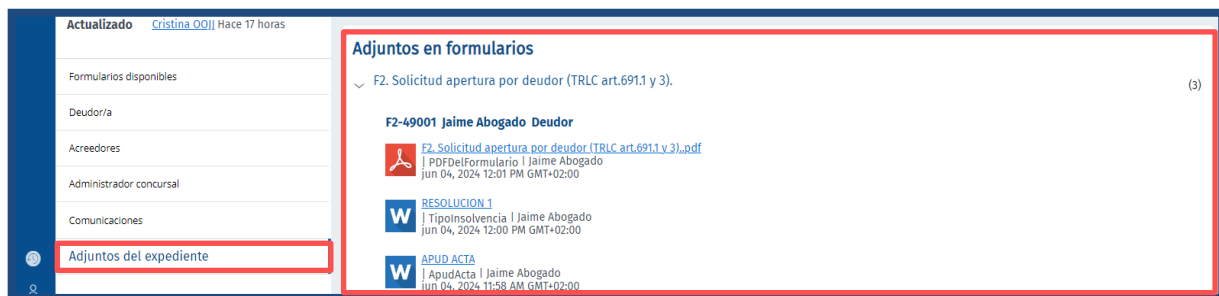 Actualizado Cristina OOJJ Hace 17 horas
Formularios disponibles
Deudor/a
Acreedores
Administrador concursal
Comunicaciones
Adjuntos del expediente
Adjuntos en formularios
F2. Solicitud apertura por deudor (TRLC art.691.1 y 3). (3)
F2-49001 Jaime Abogado Deudor
F2. Solicitud apertura por deudor (TRLC art.691.1 y 3)..pdf
| PDFDelFormulario | Jaime Abogado
jun 04, 2024 12:01 PM GMT+02:00
W RESOLUCION 1
| TipoInsolvencia | Jaime Abogado
jun 04, 2024 12:00 PM GMT+02:00
W APUD ACTA
| ApudActa | Jaime Abogado
jun 04, 2024 11:58 AM GMT+02:00